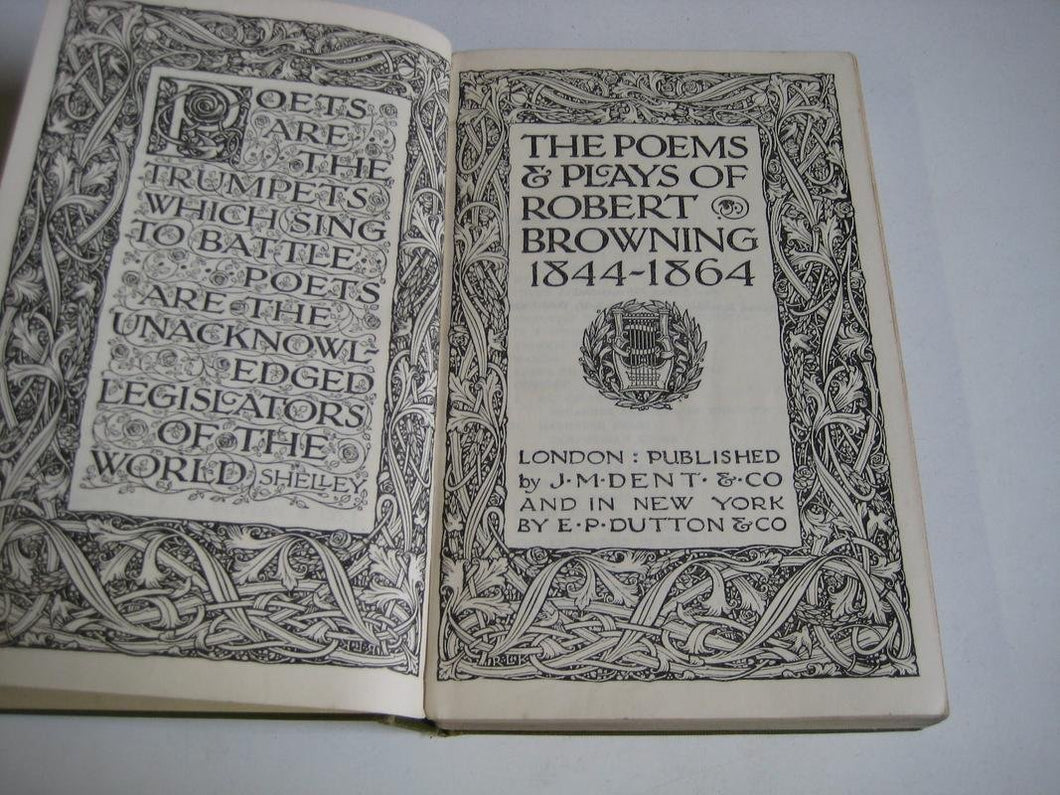 POETS
ARE
THE
TRUMPETS
WHICH SING
TO BATTLE
POETS
ARE THE
UNACKNOWL-
EDGED
LEGISLATORS
OF THE
WORLD SHELLEY
THE POEMS
& PLAYS OF
ROBERT
BROWNING
1844-1864
LONDON : PUBLISHED
by J·M·DENT·&·CO
AND IN NEW YORK
BY E·P·DUTTON & CO